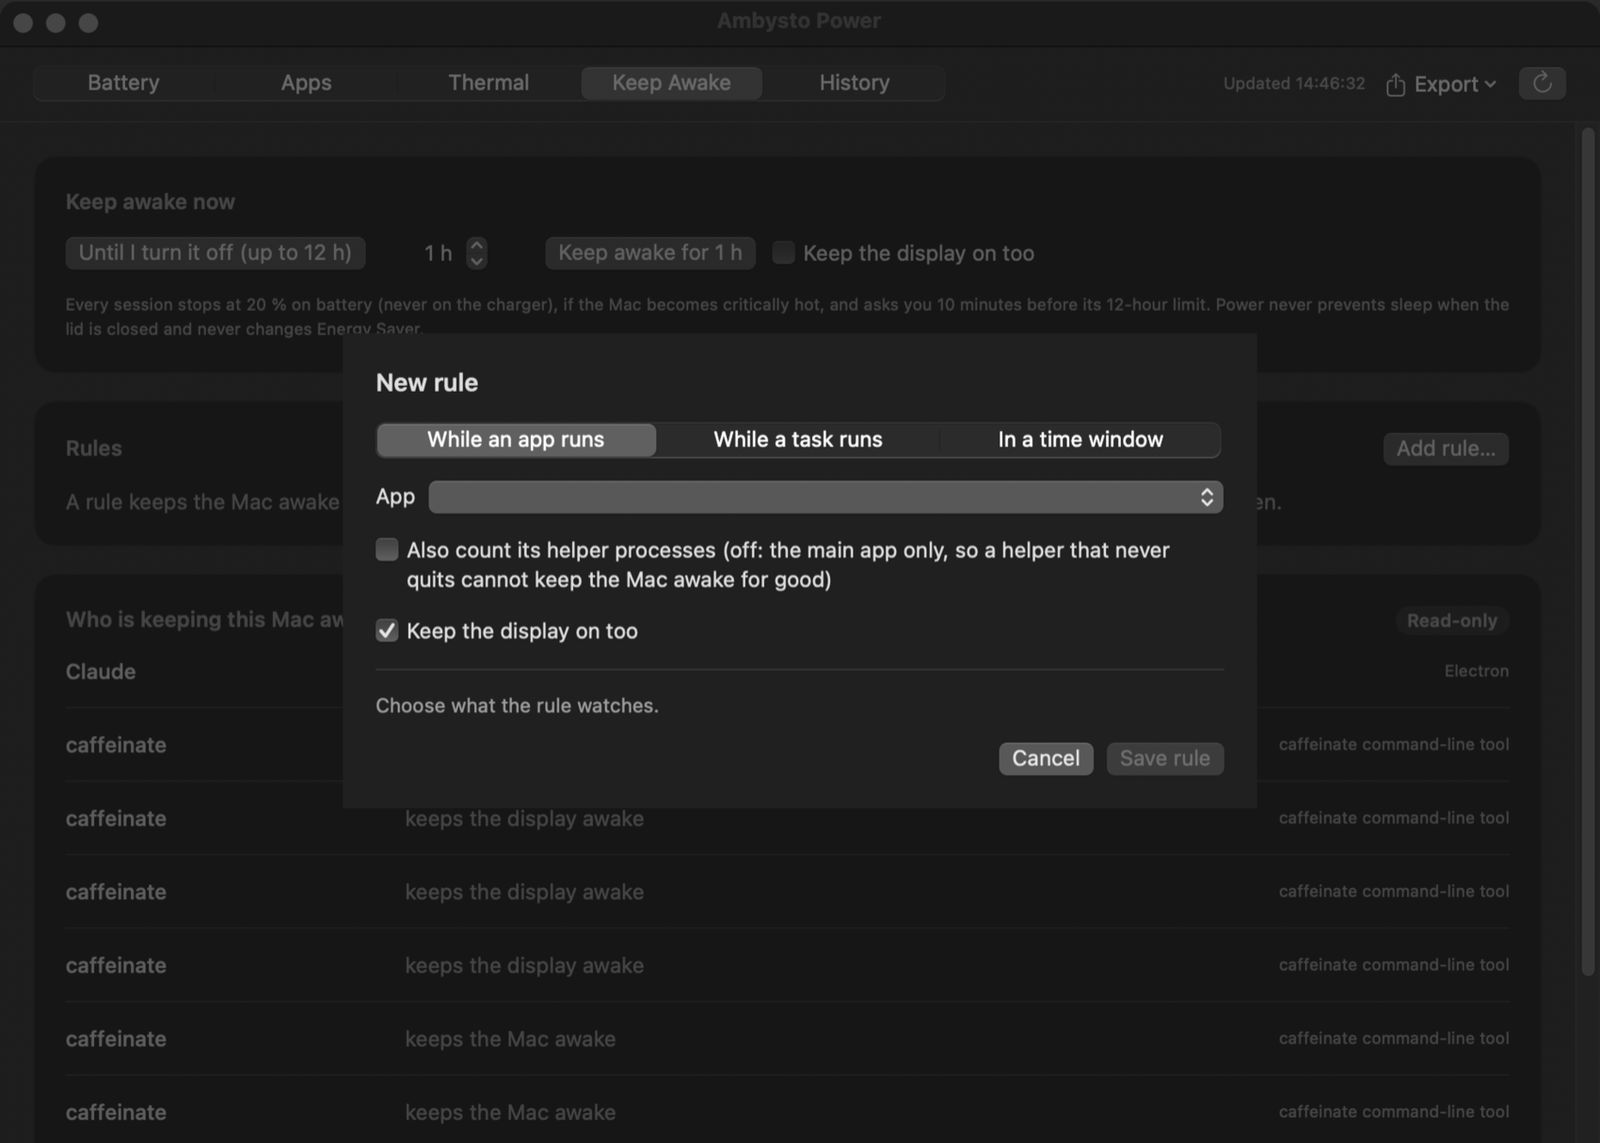 Ambysto Power
Battery Apps Thermal Keep Awake History Updated 14:46:32 Export
Keep awake now
Until I turn it off (up to 12 h) 1 h Keep awake for 1 h Keep the display on too
Every session stops at 20 % on battery (never on the charger), if the Mac becomes critically hot, and asks you 10 minutes before its 12-hour limit. Power never prevents sleep when the
lid is closed and never changes Energy Saver.
New rule
While an app runs While a task runs In a time window
App
Also count its helper processes (off: the main app only, so a helper that never
quits cannot keep the Mac awake for good)
Keep the display on too
Choose what the rule watches.
Cancel Save rule
Rules Add rule...
A rule keeps the Mac awake en.
Who is keeping this Mac aw Read-only
Claude Electron
caffeinate caffeinate command-line tool
caffeinate keeps the display awake caffeinate command-line tool
caffeinate keeps the display awake caffeinate command-line tool
caffeinate keeps the display awake caffeinate command-line tool
caffeinate keeps the Mac awake caffeinate command-line tool
caffeinate keeps the Mac awake caffeinate command-line tool